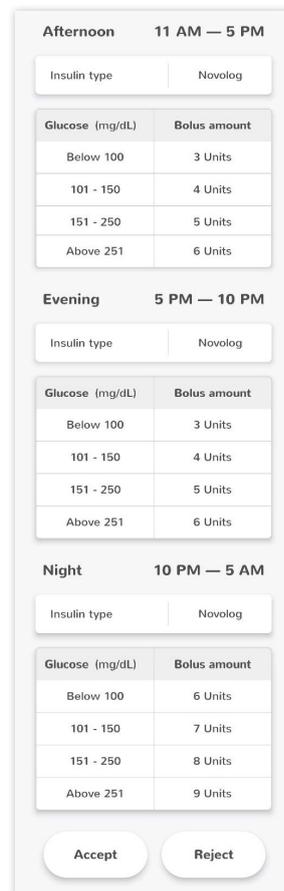 Afternoon 11 AM — 5 PM
Insulin type Novolog
Glucose (mg/dL) Bolus amount
Below 100 3 Units
101 - 150 4 Units
151 - 250 5 Units
Above 251 6 Units
Evening 5 PM — 10 PM
Insulin type Novolog
Glucose (mg/dL) Bolus amount
Below 100 3 Units
101 - 150 4 Units
151 - 250 5 Units
Above 251 6 Units
Night 10 PM — 5 AM
Insulin type Novolog
Glucose (mg/dL) Bolus amount
Below 100 6 Units
101 - 150 7 Units
151 - 250 8 Units
Above 251 9 Units
Accept Reject